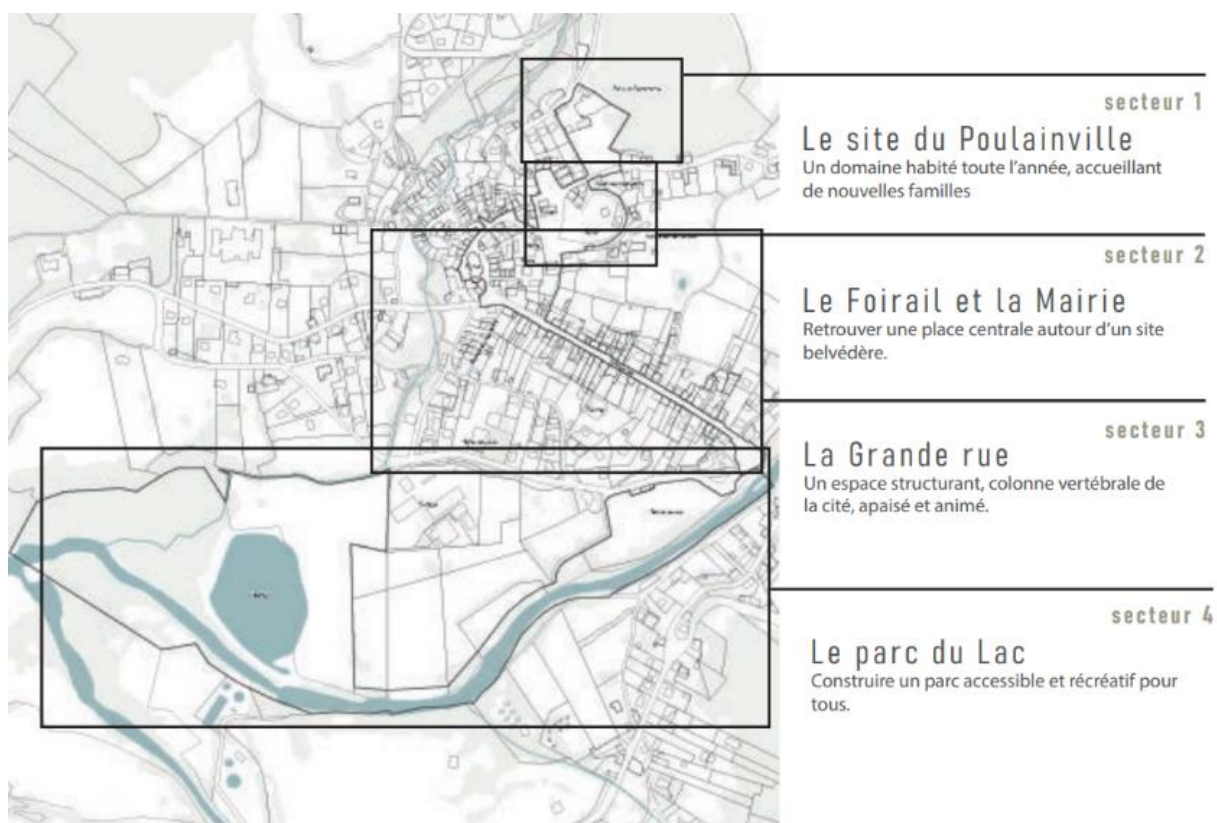 secteur 1
Le site du Poulainville
Un domaine habité toute l'année, accueillant
de nouvelles familles
secteur 2
Le Foirail et la Mairie
Retrouver une place centrale autour d'un site
belvédère.
secteur 3
La Grande rue
Un espace structurant, colonne vertébrale de
la cité, apaisé et animé.
secteur 4
Le parc du Lac
Construire un parc accessible et récréatif pour
tous.